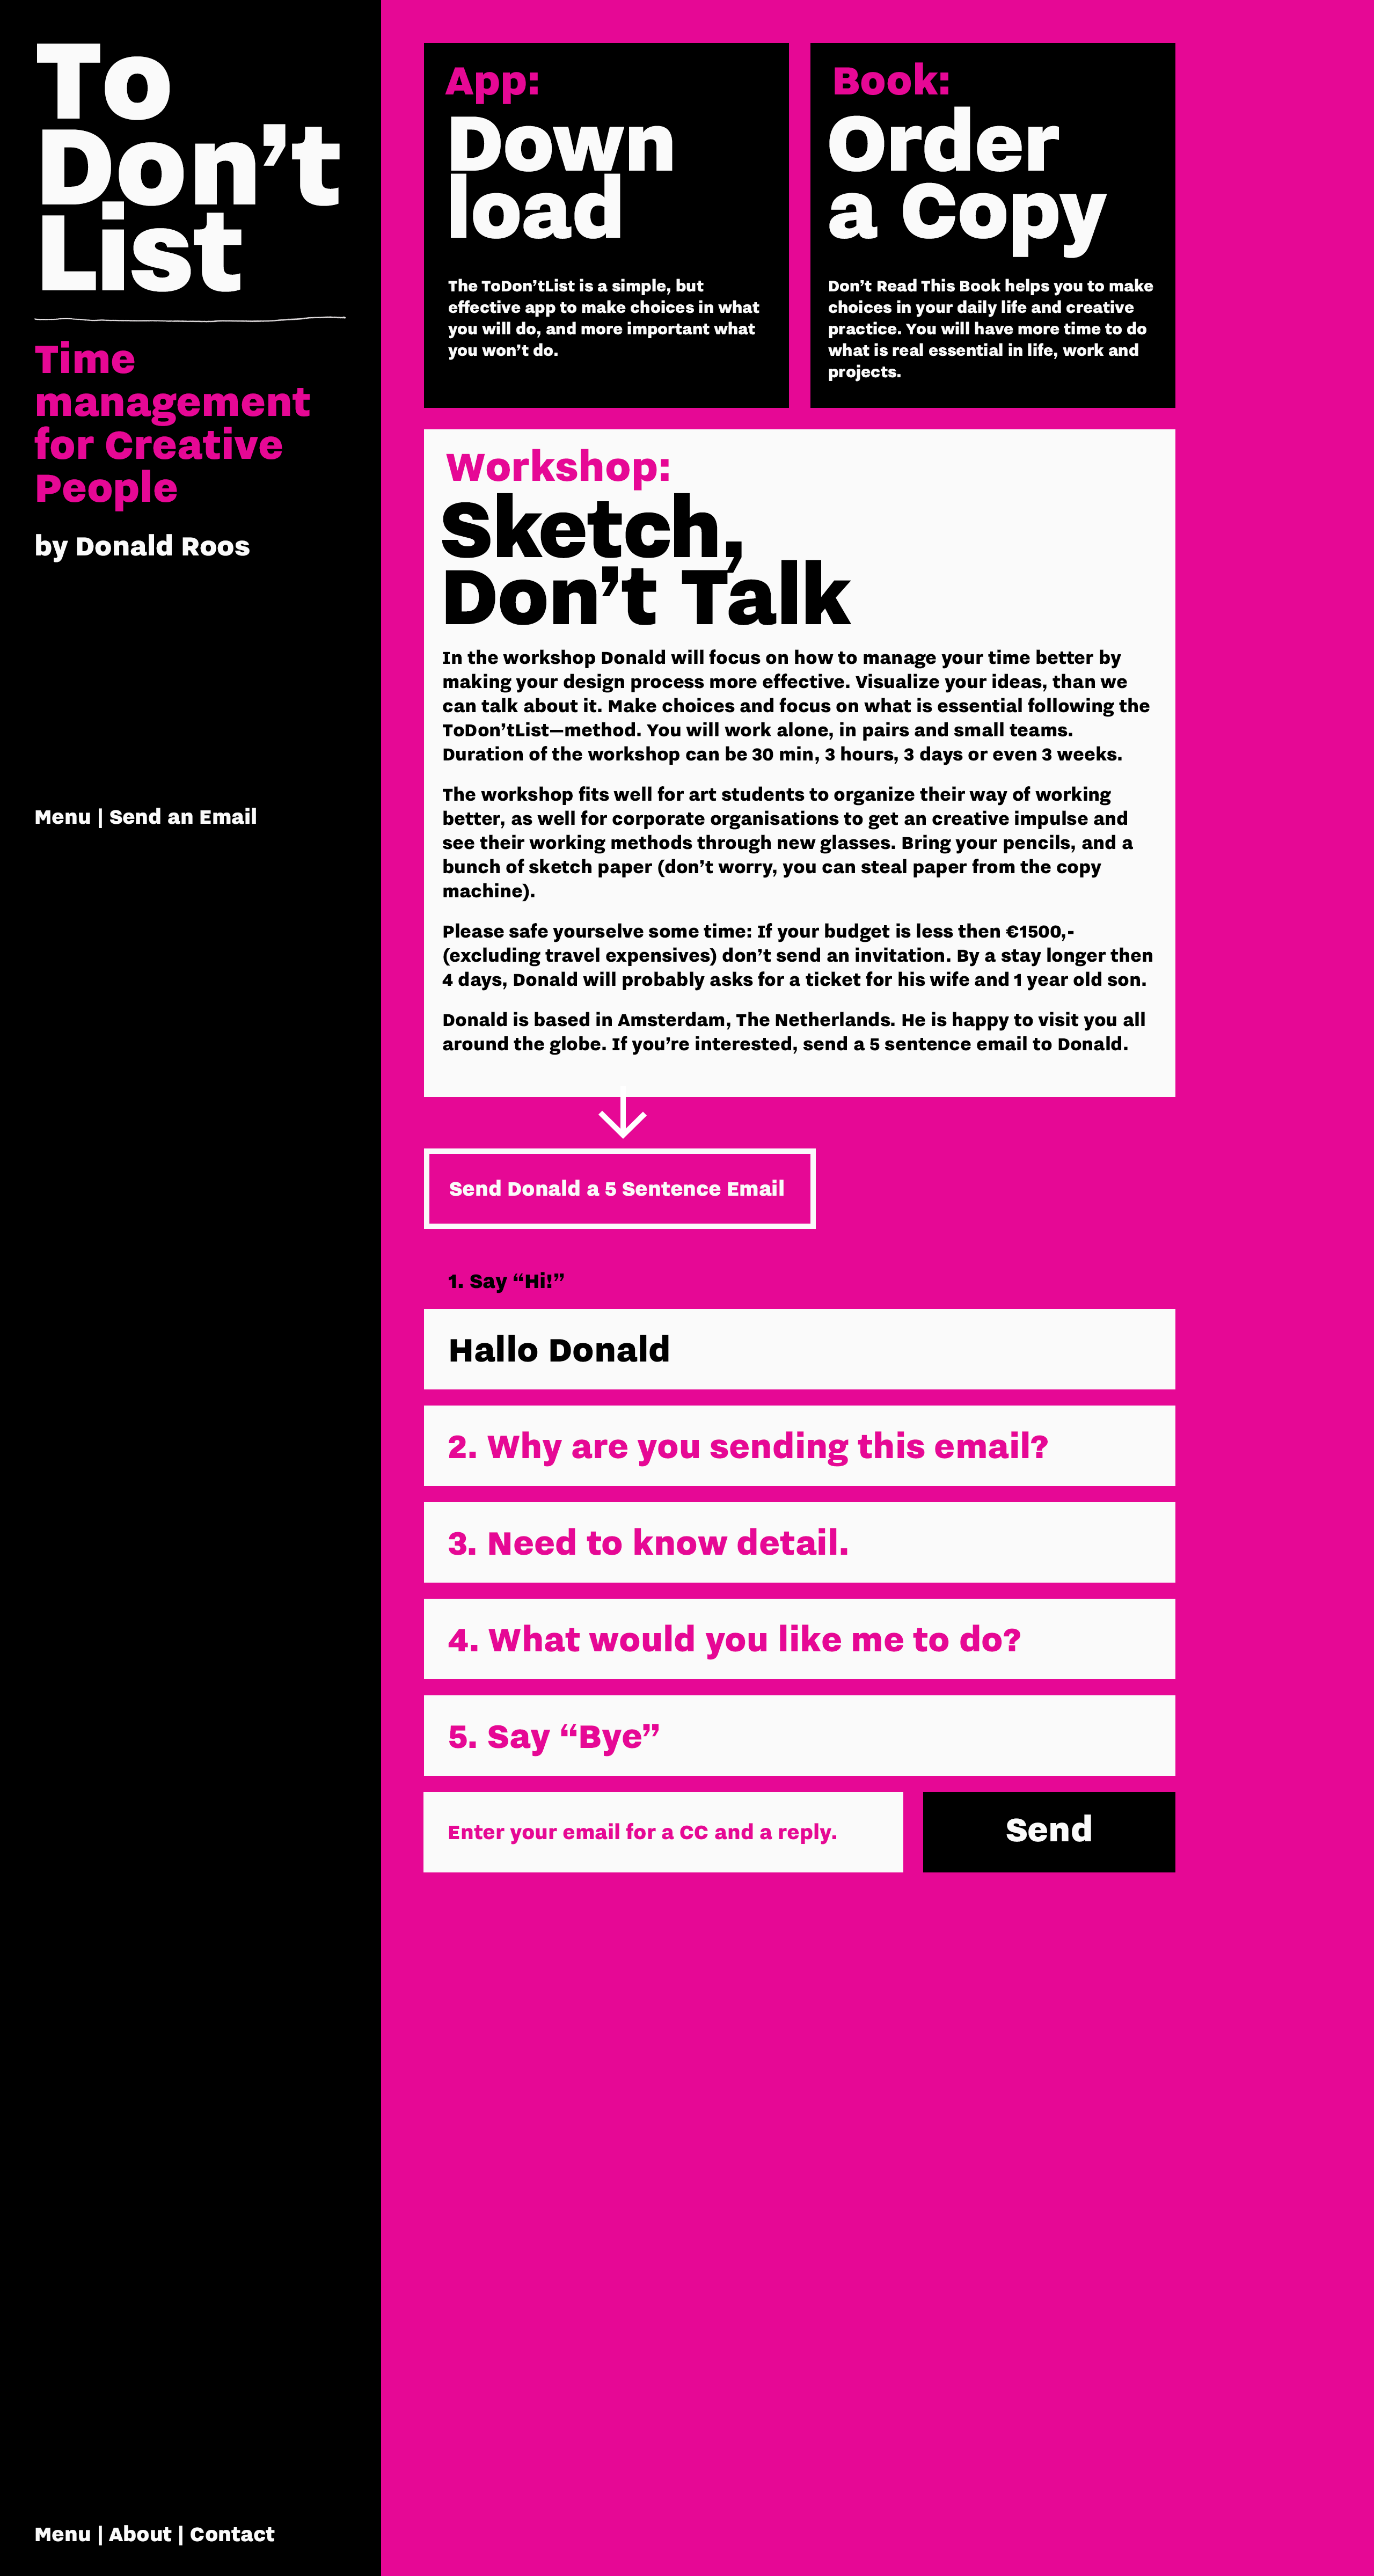 To
Don’t
List
Time
management
for Creative
People
by Donald Roos
Menu | Send an Email
App:
Down
load
The ToDon’tList is a simple, but
effective app to make choices in what
you will do, and more important what
you won’t do.
Book:
Order
a Copy
Don’t Read This Book helps you to make
choices in your daily life and creative
practice. You will have more time to do
what is real essential in life, work and
projects.
Workshop:
Sketch,
Don’t Talk
In the workshop Donald will focus on how to manage your time better by
making your design process more effective. Visualize your ideas, than we
can talk about it. Make choices and focus on what is essential following the
ToDon’tList—method. You will work alone, in pairs and small teams.
Duration of the workshop can be 30 min, 3 hours, 3 days or even 3 weeks.
The workshop fits well for art students to organize their way of working
better, as well for corporate organisations to get an creative impulse and
see their working methods through new glasses. Bring your pencils, and a
bunch of sketch paper (don’t worry, you can steal paper from the copy
machine).
Please safe yourselve some time: If your budget is less then €1500,-
(excluding travel expensives) don’t send an invitation. By a stay longer then
4 days, Donald will probably asks for a ticket for his wife and 1 year old son.
Donald is based in Amsterdam, The Netherlands. He is happy to visit you all
around the globe. If you’re interested, send a 5 sentence email to Donald.
Send Donald a 5 Sentence Email
1. Say “Hi!”
Hallo Donald
2. Why are you sending this email?
3. Need to know detail.
4. What would you like me to do?
5. Say “Bye”
Enter your email for a CC and a reply.
Send
Menu | About | Contact